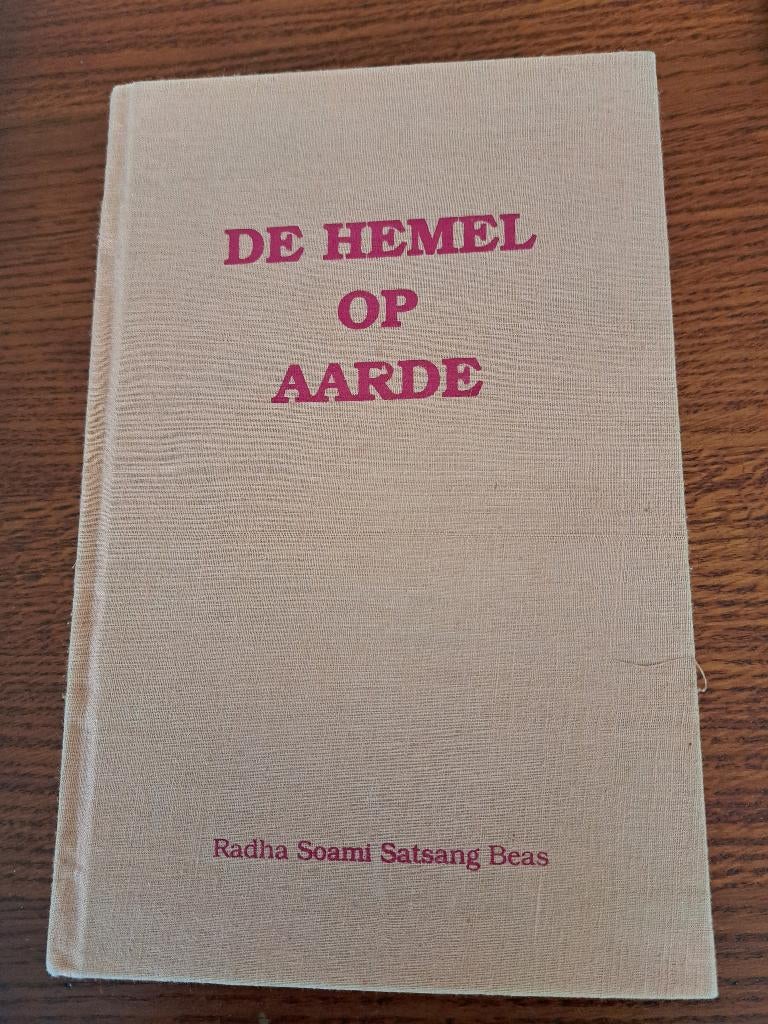 DE HEMEL
OP
AARDE
Radha Soami Satsang Beas